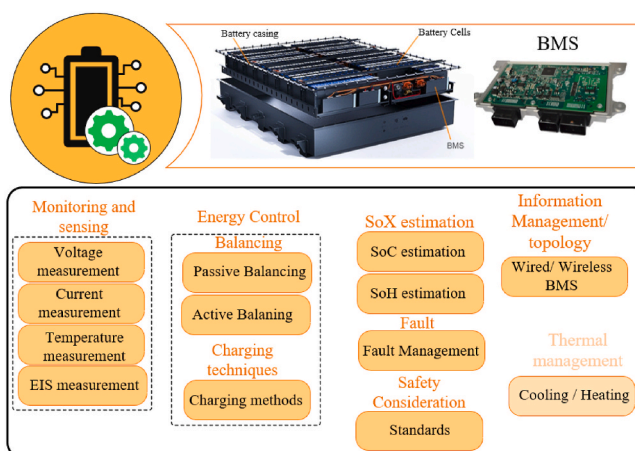 Battery casing
Battery Cells
BMS
BMS
Monitoring and
sensing
Voltage
measurement
Current
measurement
Temperature
measurement
EIS measurement
Energy Control
Balancing
Passive Balancing
Active Balaning
Charging
techniques
Charging methods
SoX estimation
SoC estimation
SoH estimation
Fault
Fault Management
Safety
Consideration
Standards
Information
Management/
topology
Wired/ Wireless
BMS
Thermal
management
Cooling / Heating